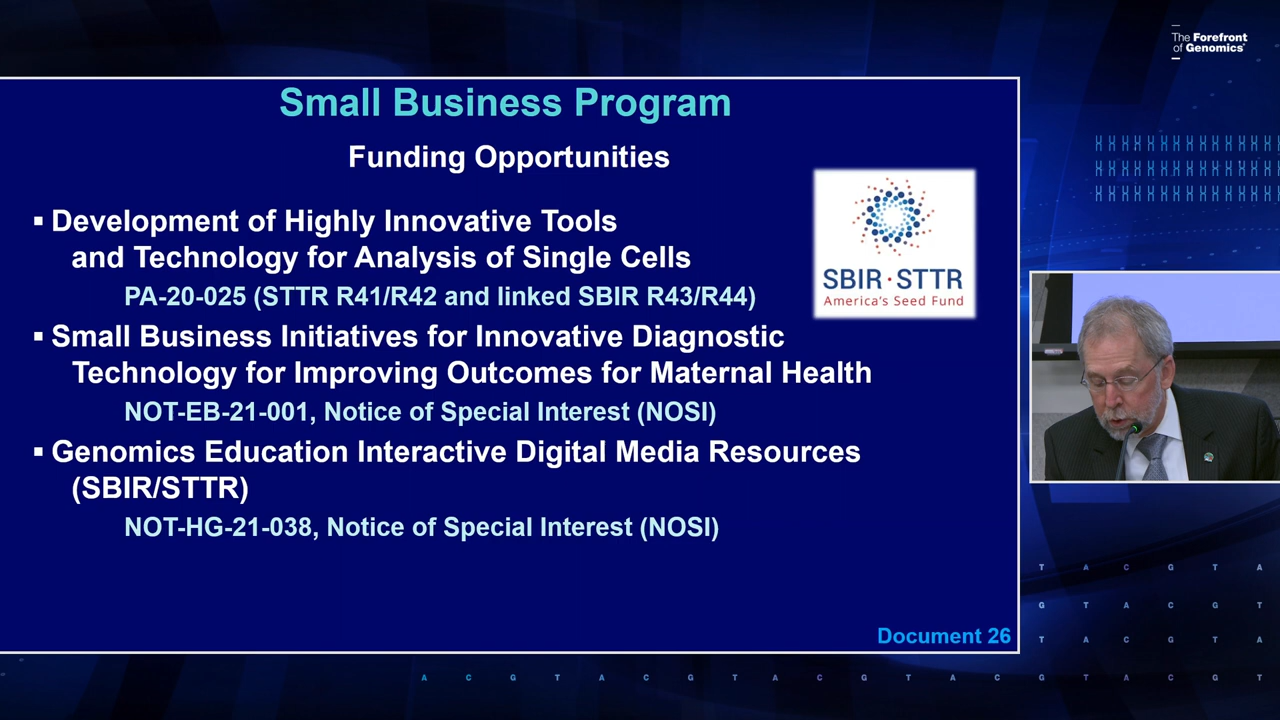 The Forefront
of Genomics
Small Business Program
Funding Opportunities
▪ Development of Highly Innovative Tools
and Technology for Analysis of Single Cells
PA-20-025 (STTR R41/R42 and linked SBIR R43/R44)
▪ Small Business Initiatives for Innovative Diagnostic
Technology for Improving Outcomes for Maternal Health
NOT-EB-21-001, Notice of Special Interest (NOSI)
▪ Genomics Education Interactive Digital Media Resources
(SBIR/STTR)
NOT-HG-21-038, Notice of Special Interest (NOSI)
SBIR · STTR
America's Seed Fund
Document 26
T A C G T A
G T A C G T
T A C G T A
A C G T A C G T A C G T A C G T A C G T A C G T